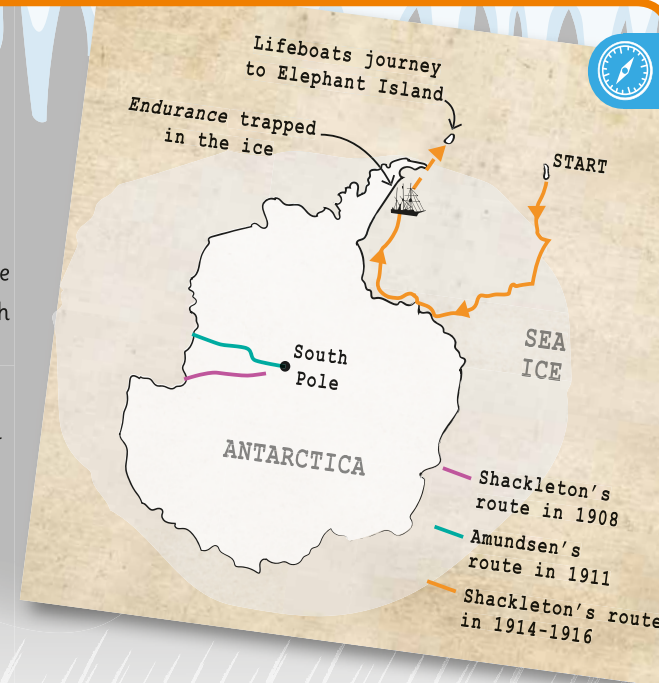 Lifeboats journey
to Elephant Island
Endurance trapped
in the ice
START
SEA
ICE
South
Pole
ANTARCTICA
Shackleton's
route in 1908
Amundsen's
route in 1911
Shackleton's route
in 1914-1916